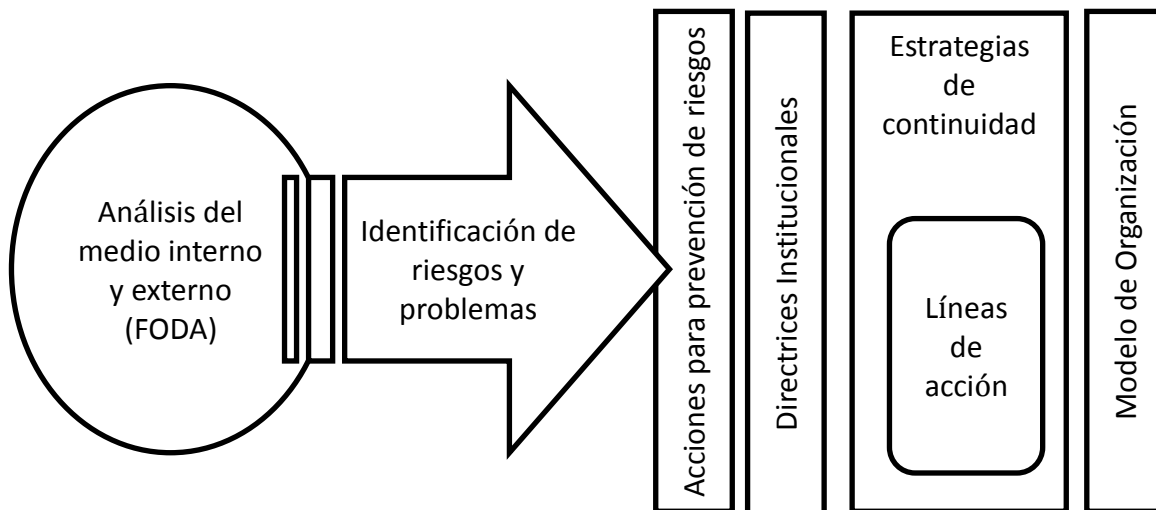 Análisis del
medio interno
y externo
(FODA)
Identificación de
riesgos y
problemas
Acciones para prevención de riesgos
Directrices Institucionales
Estrategias
de
continuidad
Líneas
de
acción
Modelo de Organización